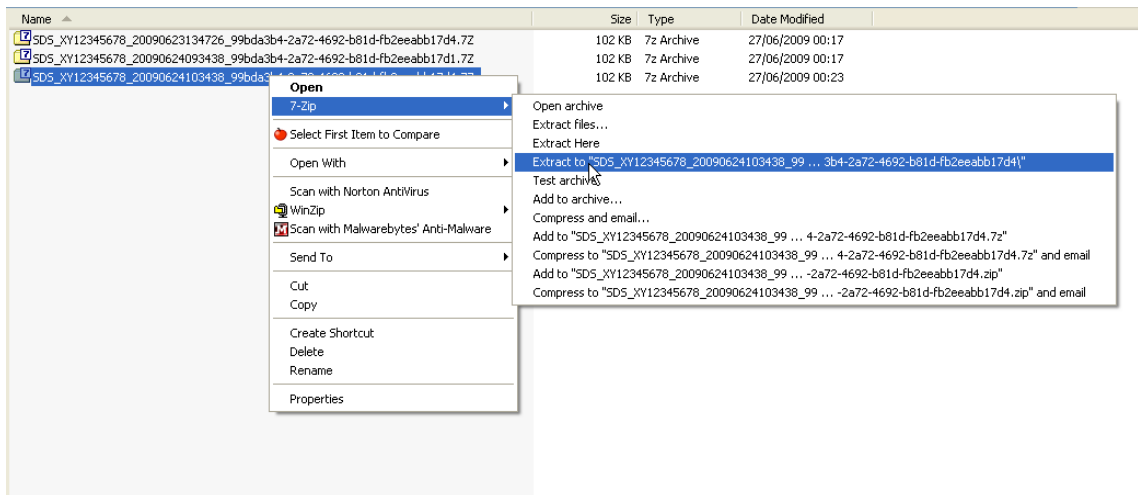 Name Size Type Date Modified
SDS_XY12345678_20090623134726_99bda3b4-2a72-4692-b81d-fb2eeabb17d4.7Z 102 KB 7z Archive 27/06/2009 00:17
SDS_XY12345678_20090624093438_99bda3b4-2a72-4692-b81d-fb2eeabb17d1.7Z 102 KB 7z Archive 27/06/2009 00:17
SDS_XY12345678_20090624103438_99bda3 102 KB 7z Archive 27/06/2009 00:23
Open
7-Zip
Select First Item to Compare
Open With
Scan with Norton AntiVirus
WinZip
Scan with Malwarebytes' Anti-Malware
Send To
Cut
Copy
Create Shortcut
Delete
Rename
Properties
Open archive
Extract files...
Extract Here
Extract to "SDS_XY12345678_20090624103438_99 ... 3b4-2a72-4692-b81d-fb2eeabb17d4\"
Test archive
Add to archive...
Compress and email...
Add to "SDS_XY12345678_20090624103438_99 ... 4-2a72-4692-b81d-fb2eeabb17d4.7z"
Compress to "SDS_XY12345678_20090624103438_99 ... 4-2a72-4692-b81d-fb2eeabb17d4.7z" and email
Add to "SDS_XY12345678_20090624103438_99 ... -2a72-4692-b81d-fb2eeabb17d4.zip"
Compress to "SDS_XY12345678_20090624103438_99 ... -2a72-4692-b81d-fb2eeabb17d4.zip" and email